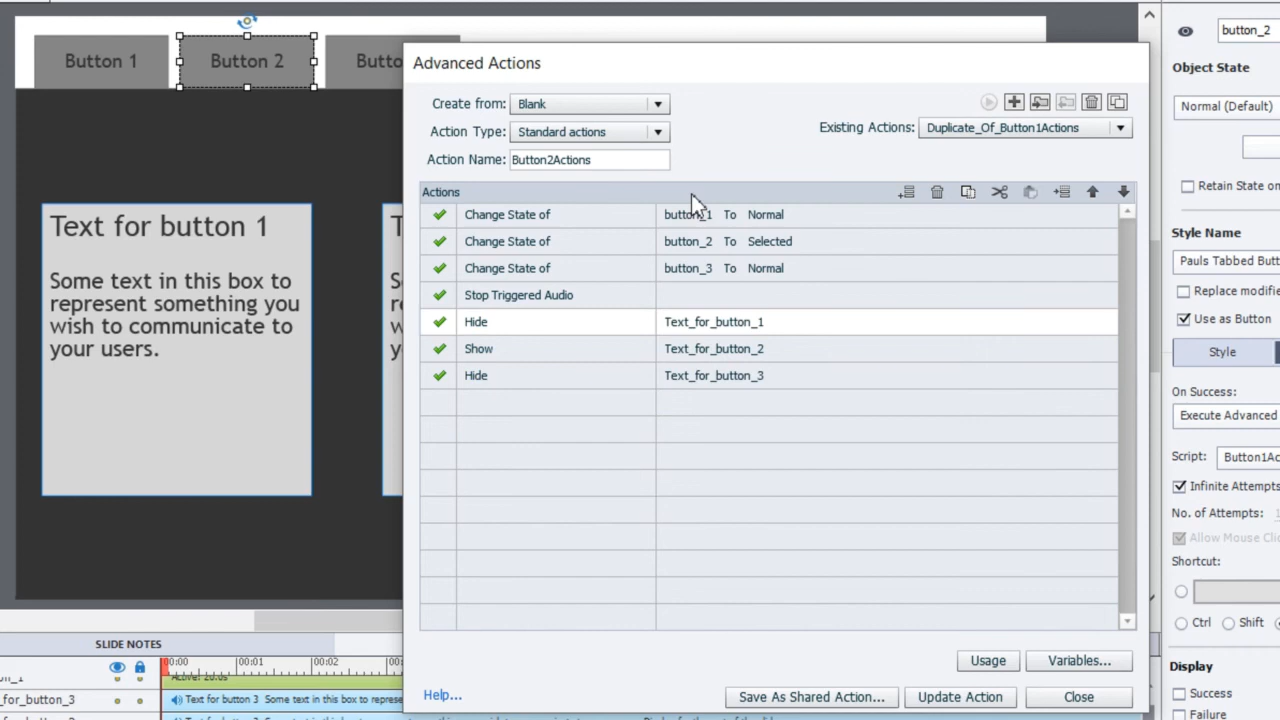 button_2
Object State
Normal (Default)
Retain State on
Style Name
Replace modifie
Use as Button
Style
On Success:
Execute Advanced
Script:
Infinite Attempts
No. of Attempts:
Allow Mouse Clic
Shortcut:
Ctrl
Shift
Display
Success
Failure
Button 1
Button 2
Text for button 1
Some text in this box to
represent something you
wish to communicate to
your users.
Advanced Actions
Create from:
Blank
Action Type:
Standard actions
Existing Actions:
Duplicate_Of_Button1Actions
Action Name:
Button2Actions
Actions
Change State of
button_1 To Normal
Change State of
button_2 To Selected
Change State of
button_3 To Normal
Stop Triggered Audio
Hide
Text_for_button_1
Show
Text_for_button_2
Hide
Text_for_button_3
Usage
Variables...
Help...
Save As Shared Action...
Update Action
Close
SLIDE NOTES
00:00
00:01
00:02
_for_button_3
Text for button 3 Some text in this box to represe